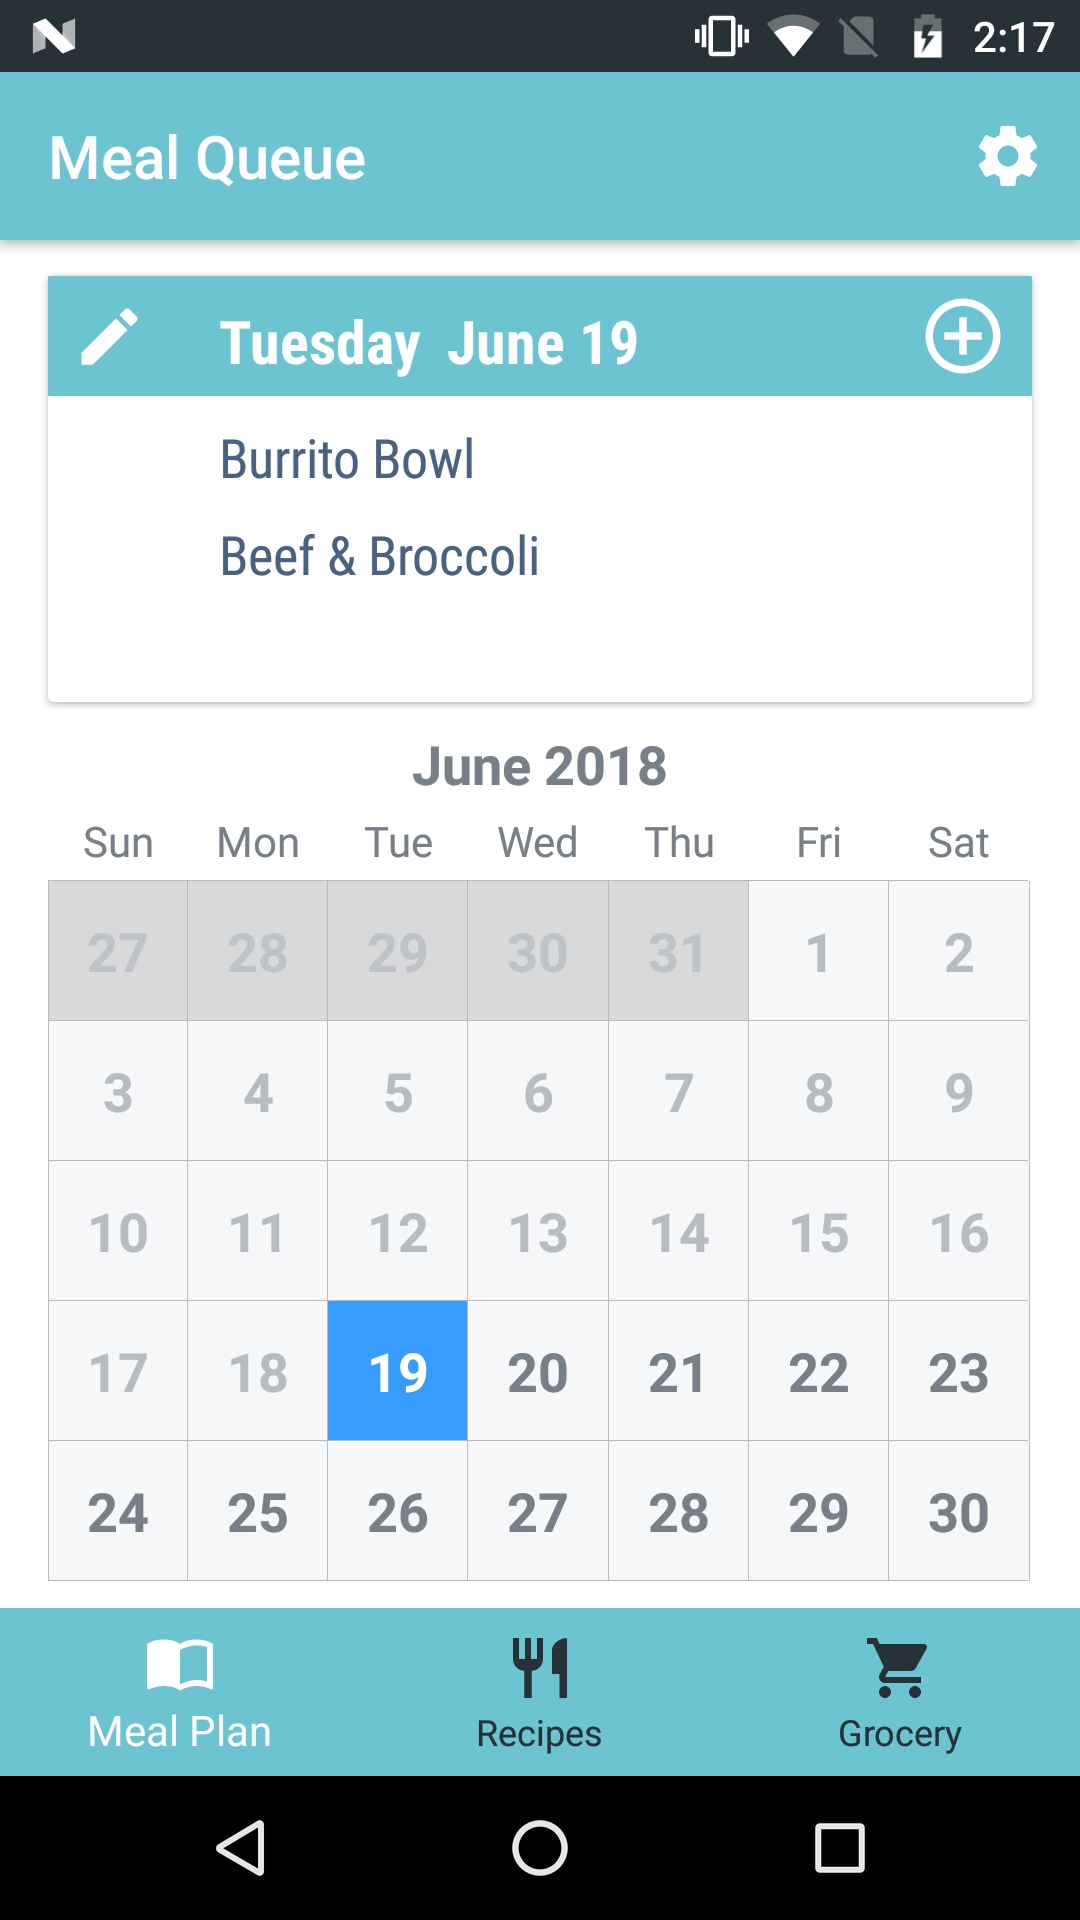 2:17
Meal Queue
Tuesday June 19
Burrito Bowl
Beef & Broccoli
June 2018
Sun Mon Tue Wed Thu Fri Sat
27 28 29 30 31 1 2
3 4 5 6 7 8 9
10 11 12 13 14 15 16
17 18 19 20 21 22 23
24 25 26 27 28 29 30
Meal Plan Recipes Grocery